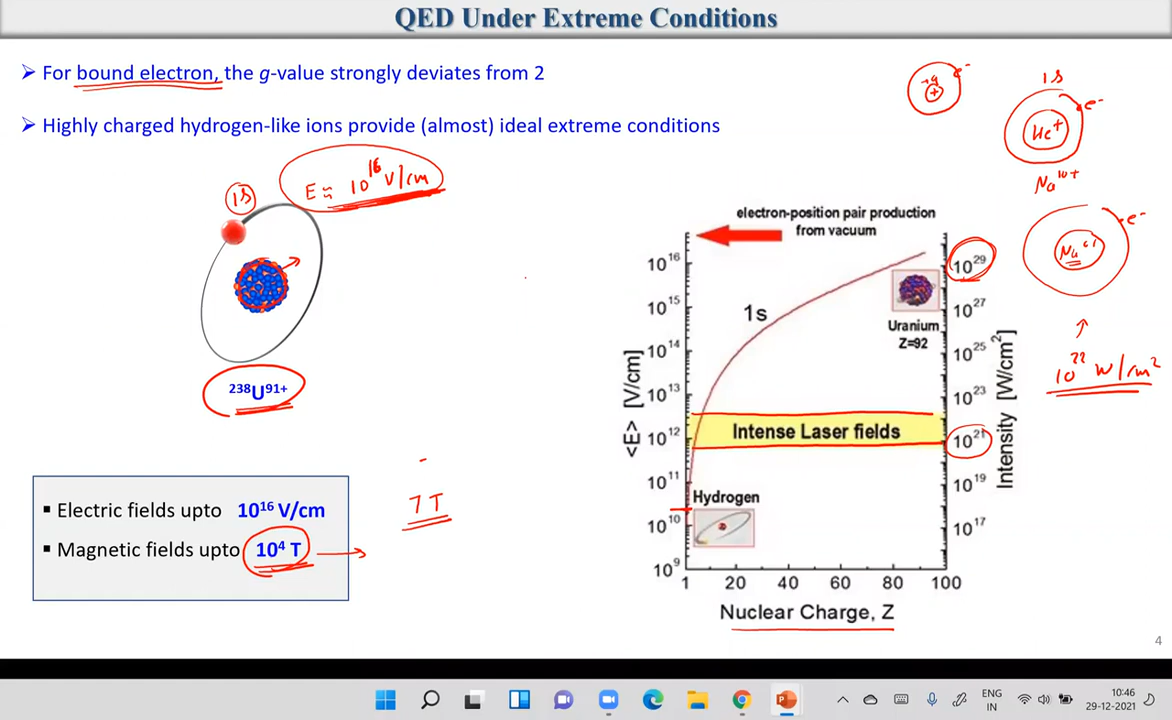 QED Under Extreme Conditions
➢ For bound electron, the g-value strongly deviates from 2
➢ Highly charged hydrogen-like ions provide (almost) ideal extreme conditions
1s
E ≈ 10¹⁶ V/cm
²³⁸U⁹¹⁺
▪ Electric fields upto 10¹⁶ V/cm
▪ Magnetic fields upto 10⁴ T
7 T
e⁻
+
1s
e⁻
He⁺
Na¹⁰⁺
e⁻
Na
10²² W/cm²
electron-position pair production
from vacuum
<E> [V/cm]
10¹⁶
10¹⁵
10¹⁴
10¹³
10¹²
10¹¹
10¹⁰
10⁹
1s
Uranium
Z=92
Intense Laser fields
Hydrogen
10²⁹
10²⁷
10²⁵
10²³
10²¹
10¹⁹
10¹⁷
Intensity [W/cm²]
1 20 40 60 80 100
Nuclear Charge, Z
4
ENG
IN
10:46
29-12-2021